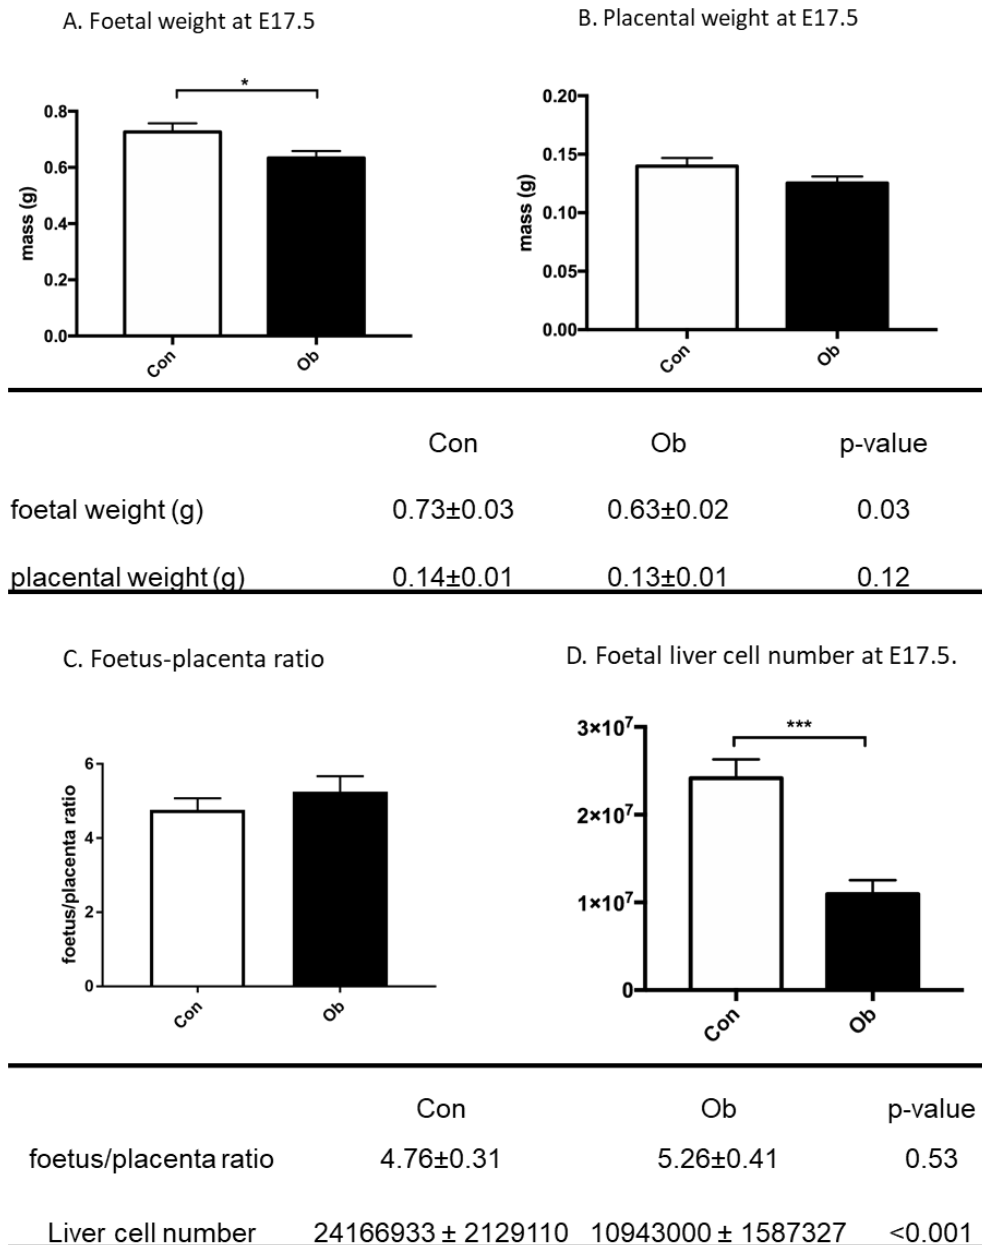 A. Foetal weight at E17.5
B. Placental weight at E17.5
*
0.8
0.6
0.4
0.2
0.0
mass (g)
Con
Ob
0.20
0.15
0.10
0.05
0.00
mass (g)
Con
Ob
Con Ob p-value
foetal weight (g) 0.73±0.03 0.63±0.02 0.03
placental weight (g) 0.14±0.01 0.13±0.01 0.12
C. Foetus-placenta ratio
D. Foetal liver cell number at E17.5.
6
4
2
0
foetus/placenta ratio
Con
Ob
***
3×10⁷
2×10⁷
1×10⁷
0
Con
Ob
Con Ob p-value
foetus/placenta ratio 4.76±0.31 5.26±0.41 0.53
Liver cell number 24166933 ± 2129110 10943000 ± 1587327 <0.001